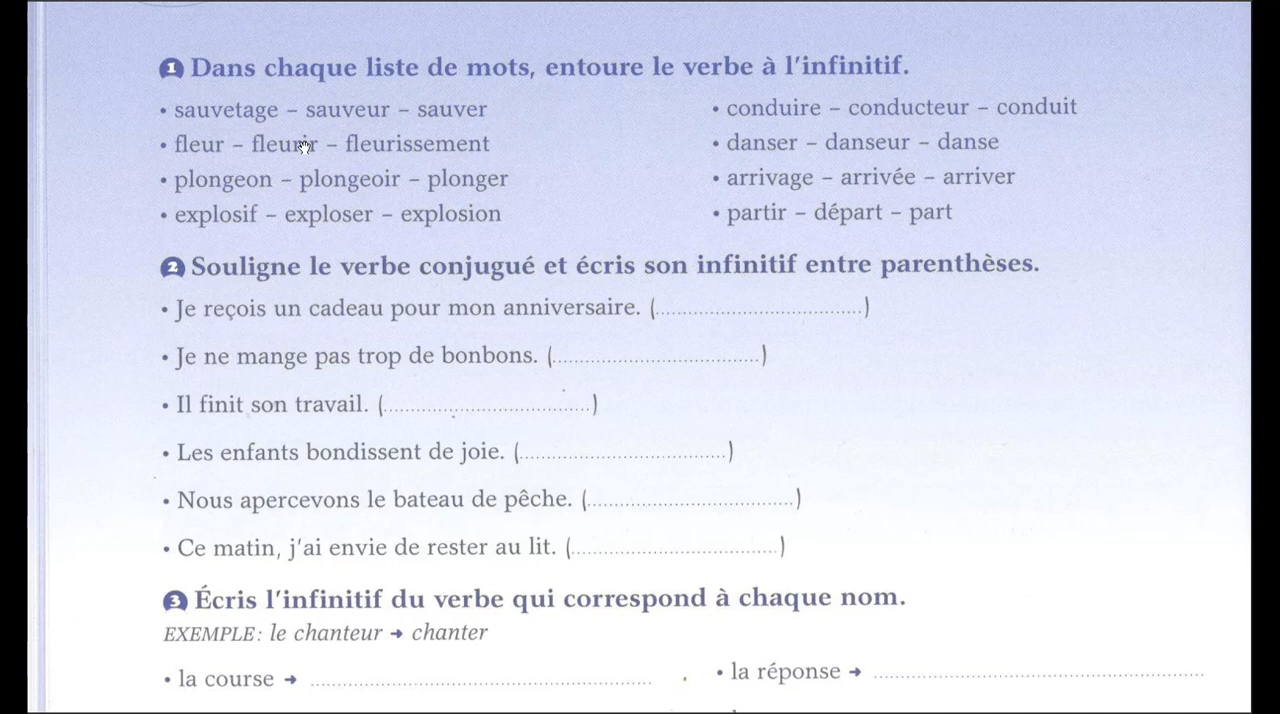 1 Dans chaque liste de mots, entoure le verbe à l'infinitif.
• sauvetage – sauveur – sauver
• fleur – fleurir – fleurissement
• plongeon – plongeoir – plonger
• explosif – exploser – explosion
• conduire – conducteur – conduit
• danser – danseur – danse
• arrivage – arrivée – arriver
• partir – départ – part
2 Souligne le verbe conjugué et écris son infinitif entre parenthèses.
• Je reçois un cadeau pour mon anniversaire. (....................................)
• Je ne mange pas trop de bonbons. (....................................)
• Il finit son travail. (....................................)
• Les enfants bondissent de joie. (....................................)
• Nous apercevons le bateau de pêche. (....................................)
• Ce matin, j'ai envie de rester au lit. (....................................)
3 Écris l'infinitif du verbe qui correspond à chaque nom.
EXEMPLE : le chanteur → chanter
• la course → ............................................................
• la réponse → ............................................................